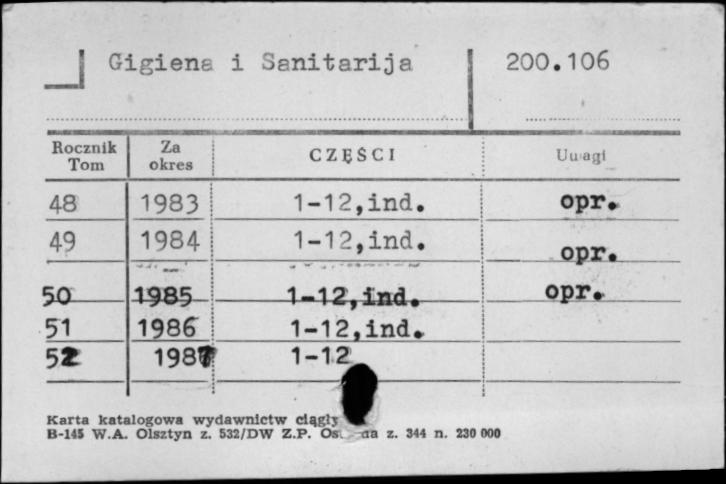 Gigiena i Sanitarija 200.106
Rocznik Tom Za okres CZĘŚCI Uwagi
48 1983 1-12,ind. opr.
49 1984 1-12,ind. opr.
50 1985 1-12,ind. opr.
51 1986 1-12,ind.
52 1987 1-12
Karta katalogowa wydawnictw
B-145 W.A. Olsztyn z. 532/DW Z.P. z. 344 n. 230 000